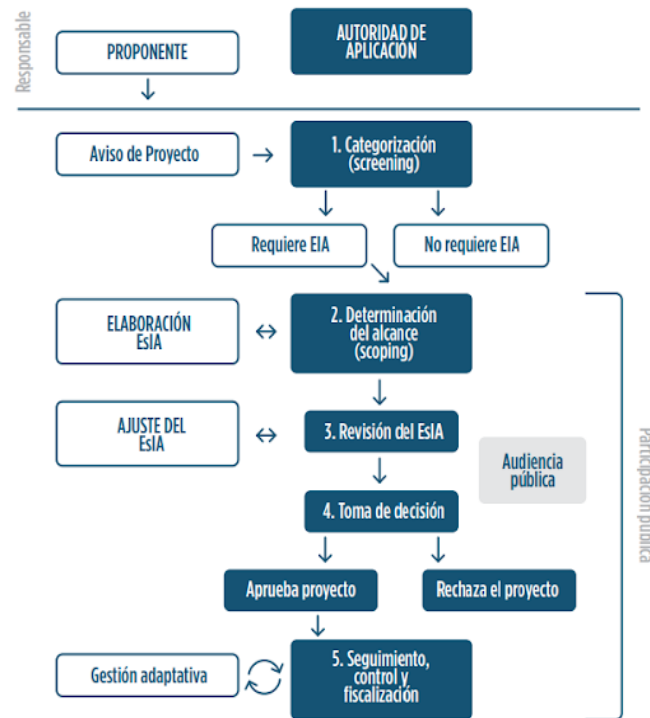 Responsable
PROPONENTE
AUTORIDAD DE
APLICACIÓN
Aviso de Proyecto
1. Categorización
(screening)
Requiere EIA
No requiere EIA
ELABORACIÓN
EsIA
2. Determinación
del alcance
(scoping)
AJUSTE DEL
EsIA
3. Revisión del EsIA
Audiencia
pública
Participación pública
4. Toma de decisión
Aprueba proyecto
Rechaza el proyecto
Gestión adaptativa
5. Seguimiento,
control y
fiscalización